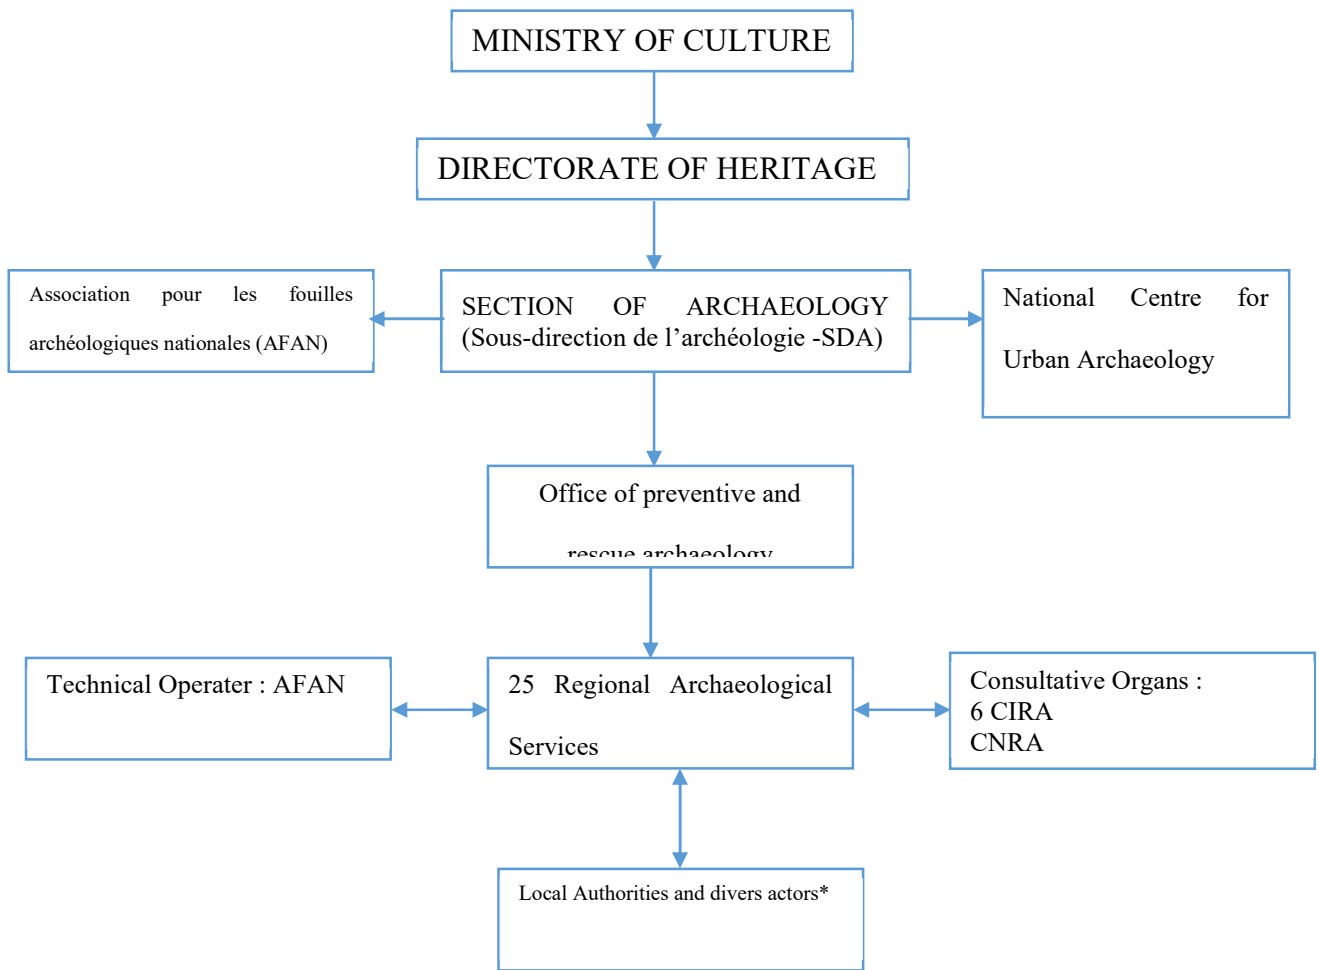 MINISTRY OF CULTURE
DIRECTORATE OF HERITAGE
Association pour les fouilles
archéologiques nationales (AFAN)
SECTION OF ARCHAEOLOGY
(Sous-direction de l’archéologie -SDA)
National Centre for
Urban Archaeology
Office of preventive and
rescue archaeology
Technical Operater : AFAN
25 Regional Archaeological
Services
Consultative Organs :
6 CIRA
CNRA
Local Authorities and divers actors*